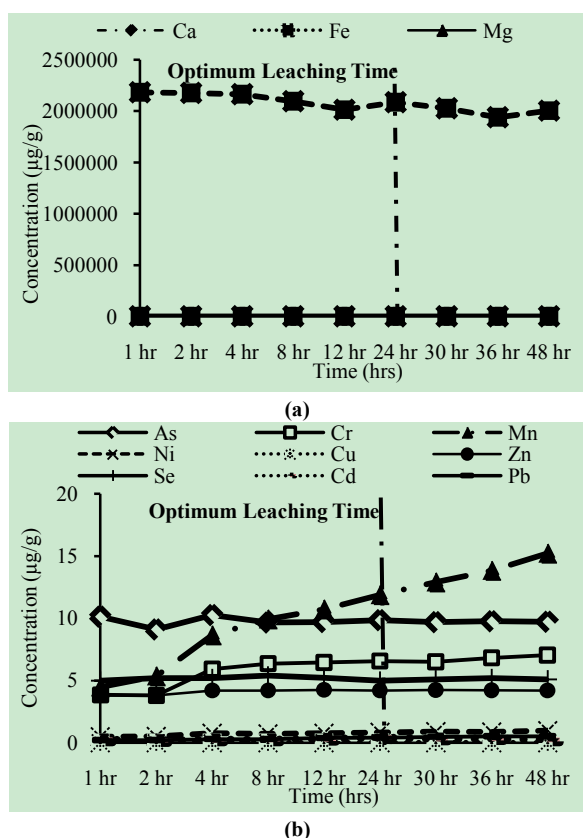 Ca Fe Mg
Optimum Leaching Time
Concentration (µg/g)
2500000
2000000
1500000
1000000
500000
0
1 hr 2 hr 4 hr 8 hr 12 hr 24 hr 30 hr 36 hr 48 hr
Time (hrs)
(a)
As Cr Mn
Ni Cu Zn
Se Cd Pb
Optimum Leaching Time
Concentration (µg/g)
20
15
10
5
0
1 hr 2 hr 4 hr 8 hr 12 hr 24 hr 30 hr 36 hr 48 hr
Time (hrs)
(b)